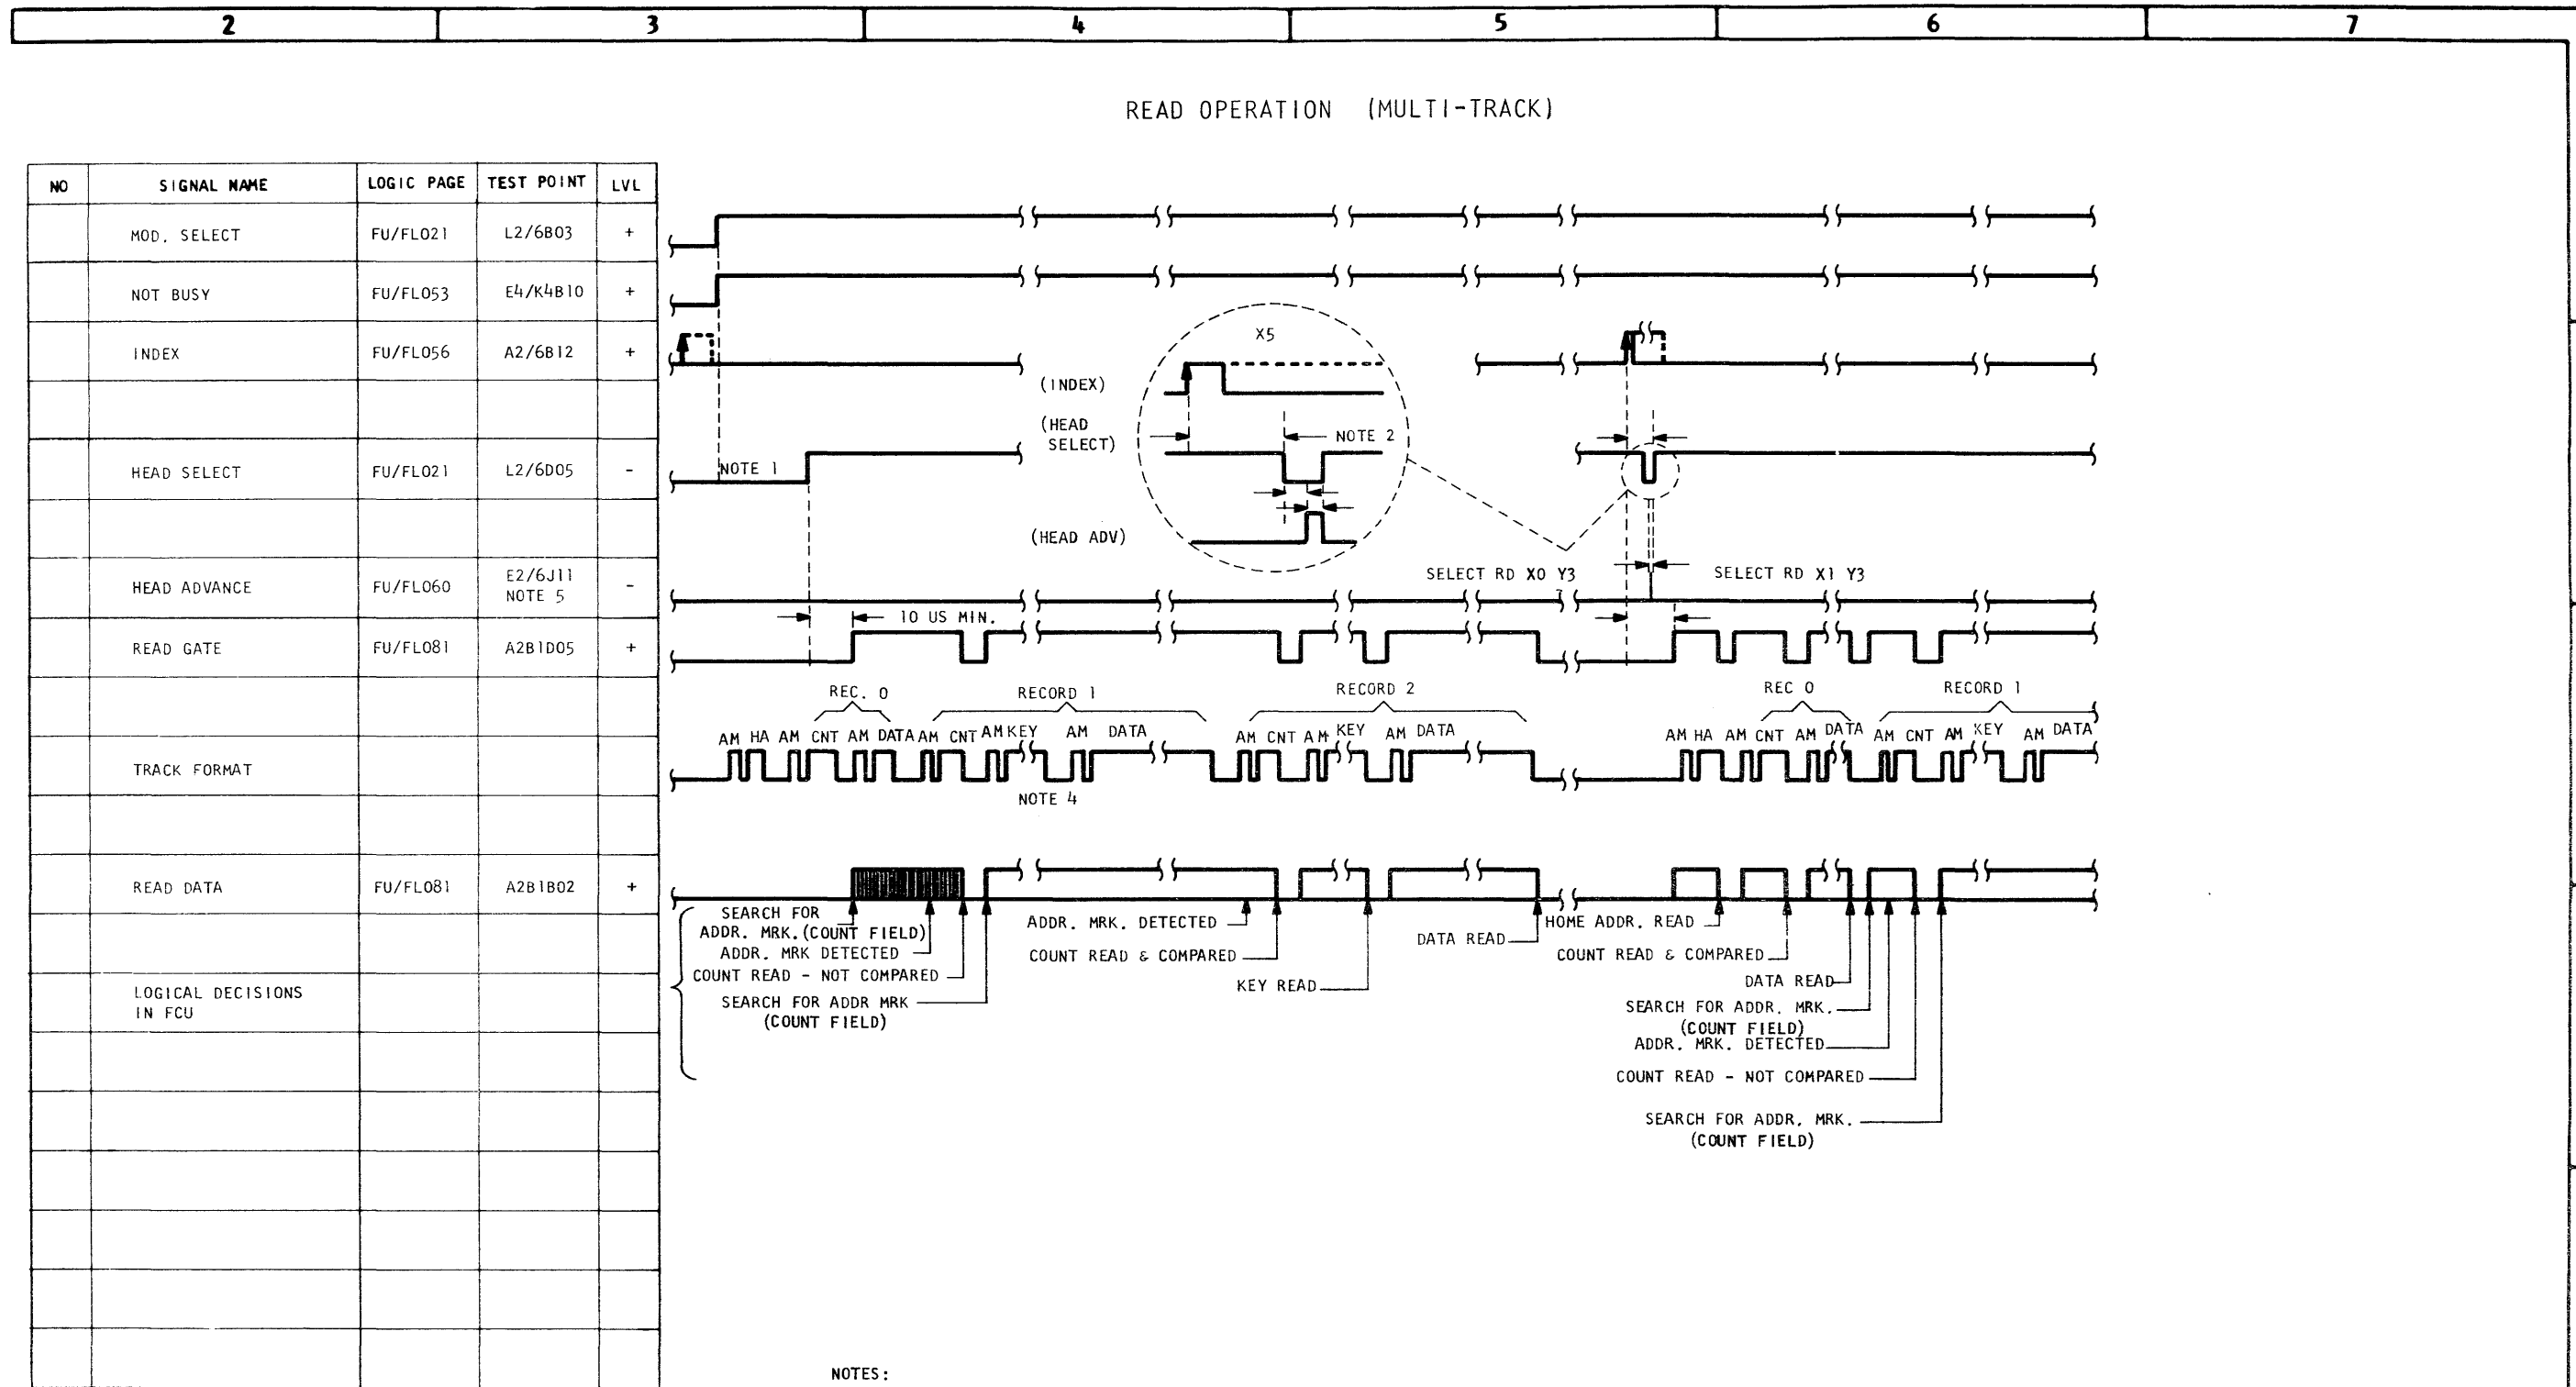 2 3 4 5 6 7
READ OPERATION (MULTI-TRACK)
NO SIGNAL NAME LOGIC PAGE TEST POINT LVL
MOD. SELECT FU/FL021 L2/6B03 +
NOT BUSY FU/FL053 E4/K4B10 +
INDEX FU/FL056 A2/6B12 +
X5
(INDEX)
(HEAD
SELECT)
NOTE 2
HEAD SELECT FU/FL021 L2/6D05 -
NOTE 1
(HEAD ADV)
HEAD ADVANCE FU/FL060 E2/6J11 -
NOTE 5
SELECT RD X0 Y3 SELECT RD X1 Y3
10 US MIN.
READ GATE FU/FL081 A2B1D05 +
REC. 0 RECORD 1 RECORD 2 REC 0 RECORD 1
AM HA AM CNT AM DATA AM CNT AM KEY AM DATA AM CNT AM KEY AM DATA AM HA AM CNT AM DATA AM CNT AM KEY AM DATA
TRACK FORMAT
NOTE 4
READ DATA FU/FL081 A2B1B02 +
SEARCH FOR
ADDR. MRK. (COUNT FIELD)
ADDR. MRK DETECTED
COUNT READ - NOT COMPARED
SEARCH FOR ADDR MRK
(COUNT FIELD)
ADDR. MRK. DETECTED
COUNT READ & COMPARED
KEY READ
DATA READ
HOME ADDR. READ
COUNT READ & COMPARED
DATA READ
SEARCH FOR ADDR. MRK.
(COUNT FIELD)
ADDR. MRK. DETECTED
COUNT READ - NOT COMPARED
SEARCH FOR ADDR. MRK.
(COUNT FIELD)
LOGICAL DECISIONS
IN FCU
NOTES: